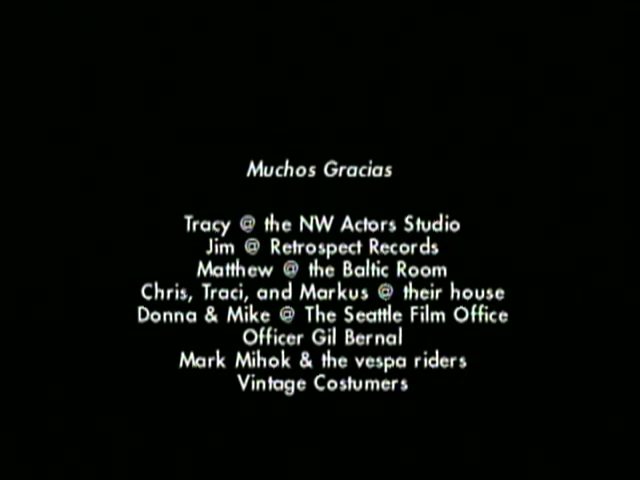 Muchos Gracias
Tracy @ the NW Actors Studio
Jim @ Retrospect Records
Matthew @ the Baltic Room
Chris, Traci, and Markus @ their house
Donna & Mike @ The Seattle Film Office
Officer Gil Bernal
Mark Mihok & the vespa riders
Vintage Costumers